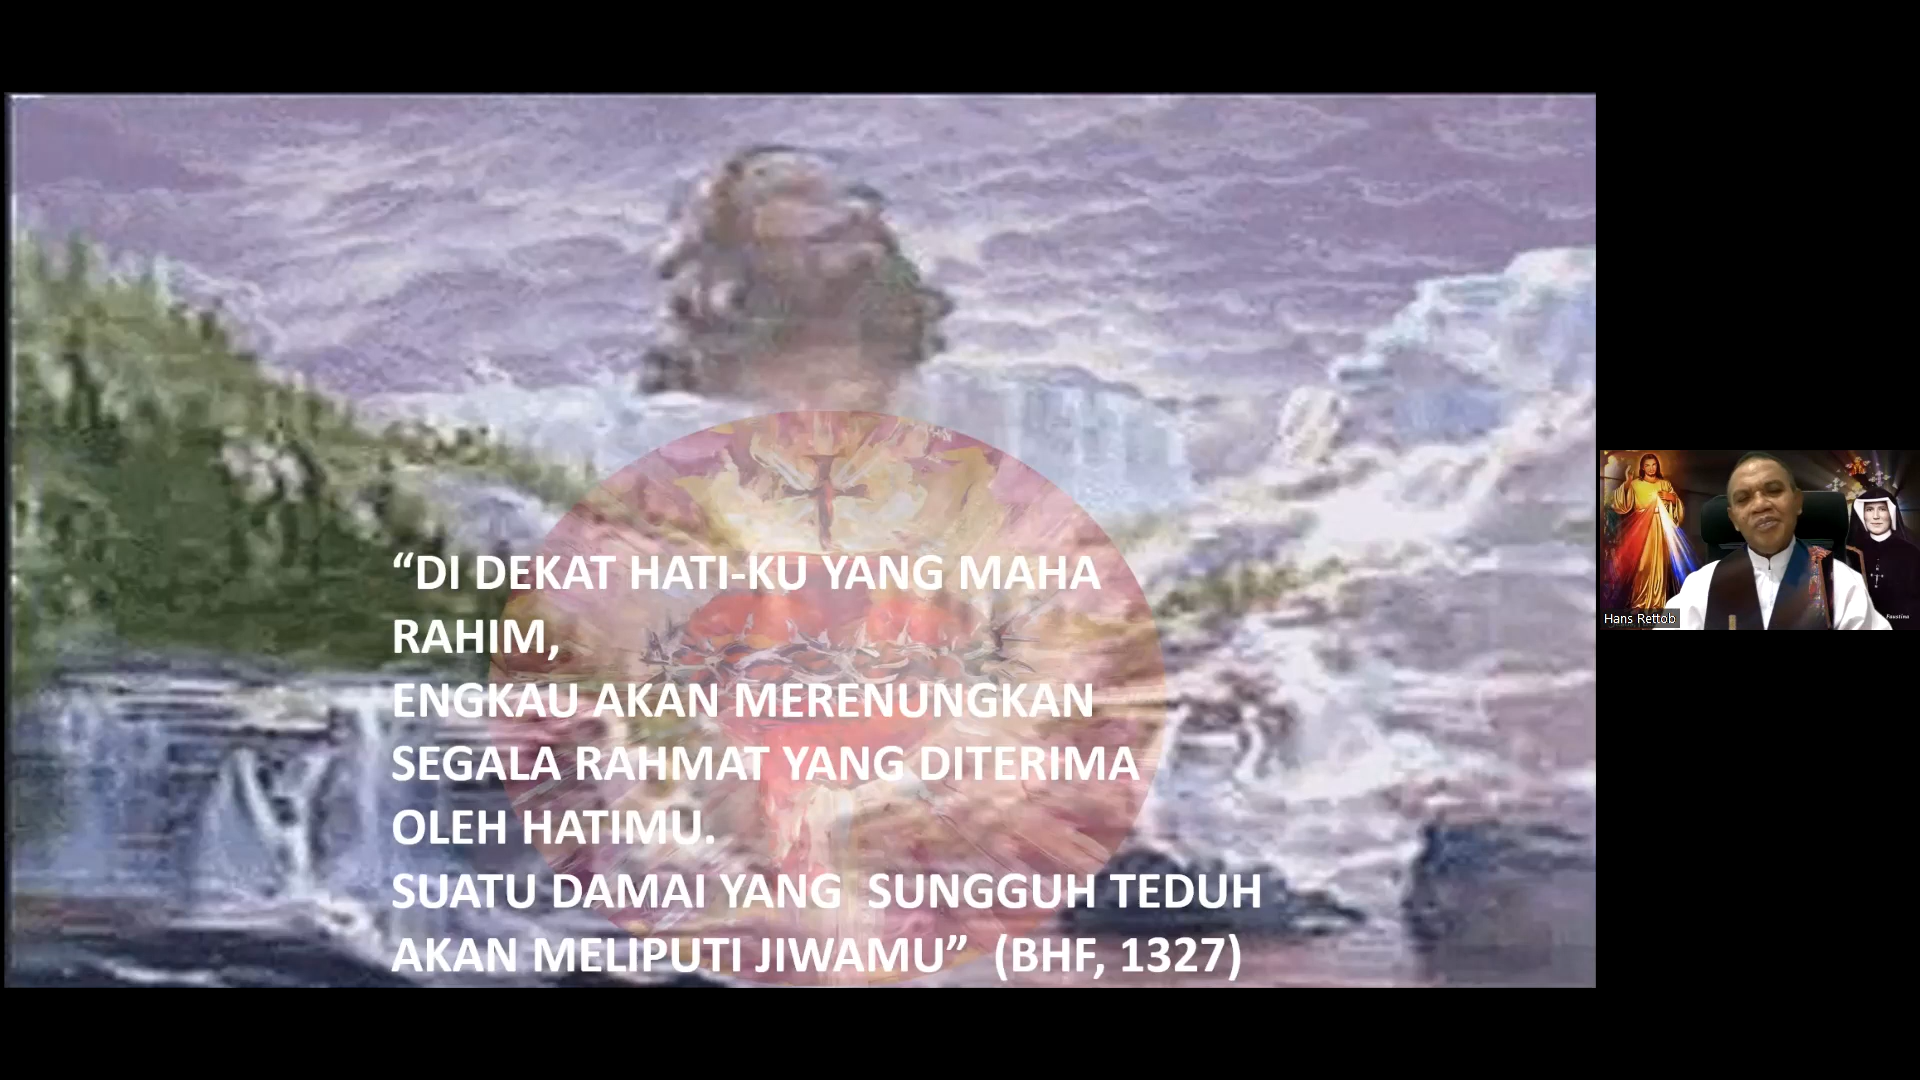 “DI DEKAT HATI-KU YANG MAHA
RAHIM,
ENGKAU AKAN MERENUNGKAN
SEGALA RAHMAT YANG DITERIMA
OLEH HATIMU.
SUATU DAMAI YANG  SUNGGUH TEDUH
AKAN MELIPUTI JIWAMU”  (BHF, 1327)
Hans Rettob
Faustina